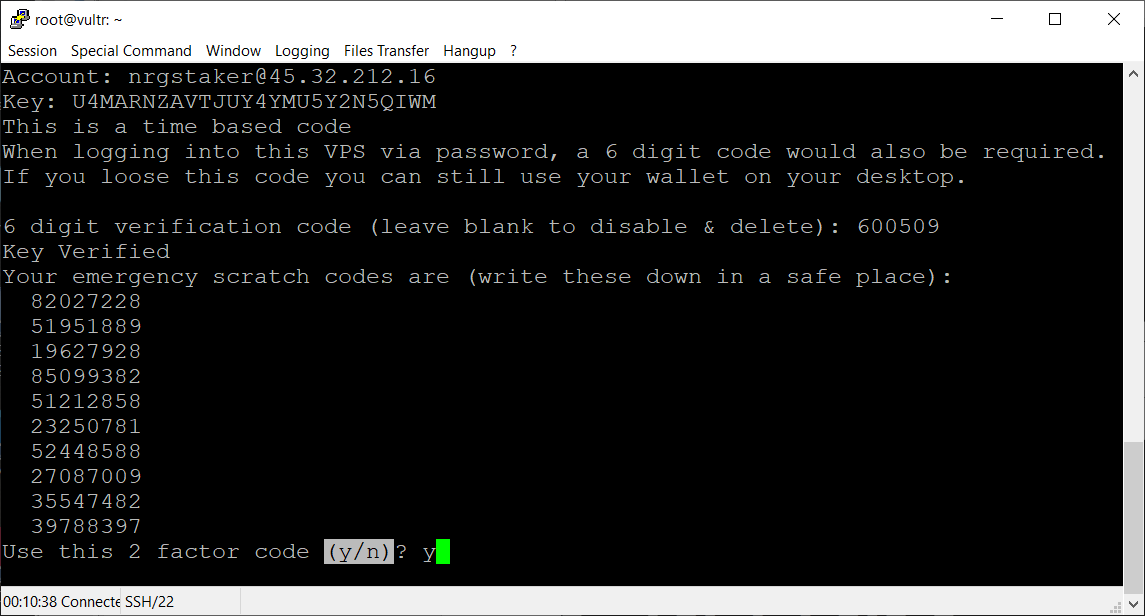 root@vultr: ~
Session Special Command Window Logging Files Transfer Hangup ?
Account: nrgstaker@45.32.212.16
Key: U4MARNZAVTJUY4YMU5Y2N5QIWM
This is a time based code
When logging into this VPS via password, a 6 digit code would also be required.
If you loose this code you can still use your wallet on your desktop.
6 digit verification code (leave blank to disable & delete): 600509
Key Verified
Your emergency scratch codes are (write these down in a safe place):
82027228
51951889
19627928
85099382
51212858
23250781
52448588
27087009
35547482
39788397
Use this 2 factor code (y/n)? y
00:10:38 Connecte SSH/22